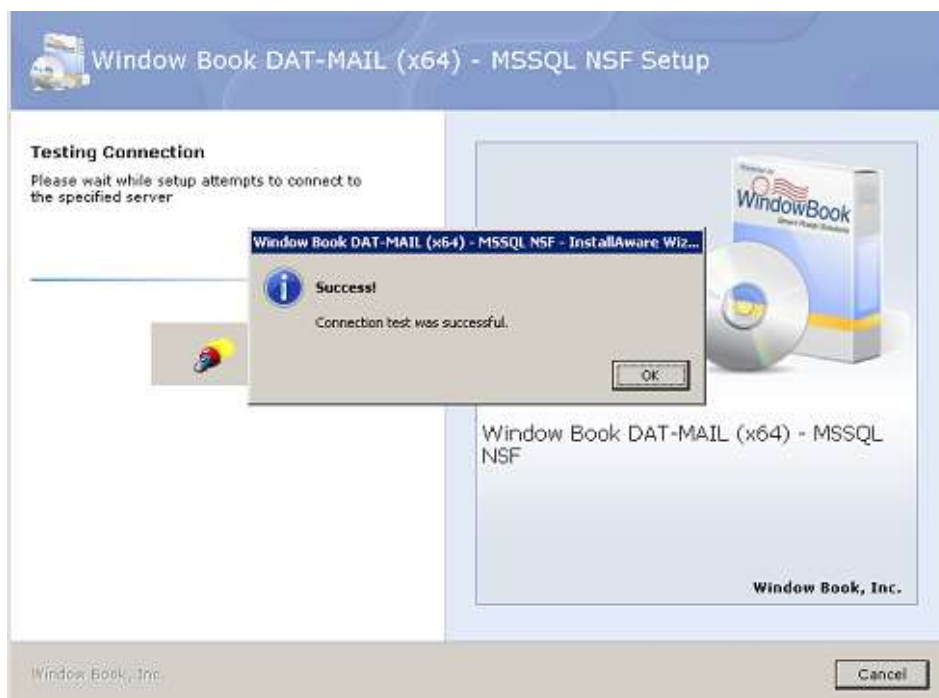 Window Book DAT-MAIL (x64) - MSSQL NSF Setup
Testing Connection
Please wait while setup attempts to connect to
the specified server
Window Book DAT-MAIL (x64) - MSSQL NSF - InstallAware Wiz...
Success!
Connection test was successful.
OK
WindowBook
Window Book DAT-MAIL (x64) - MSSQL
NSF
Window Book, Inc.
Window Book, Inc.
Cancel